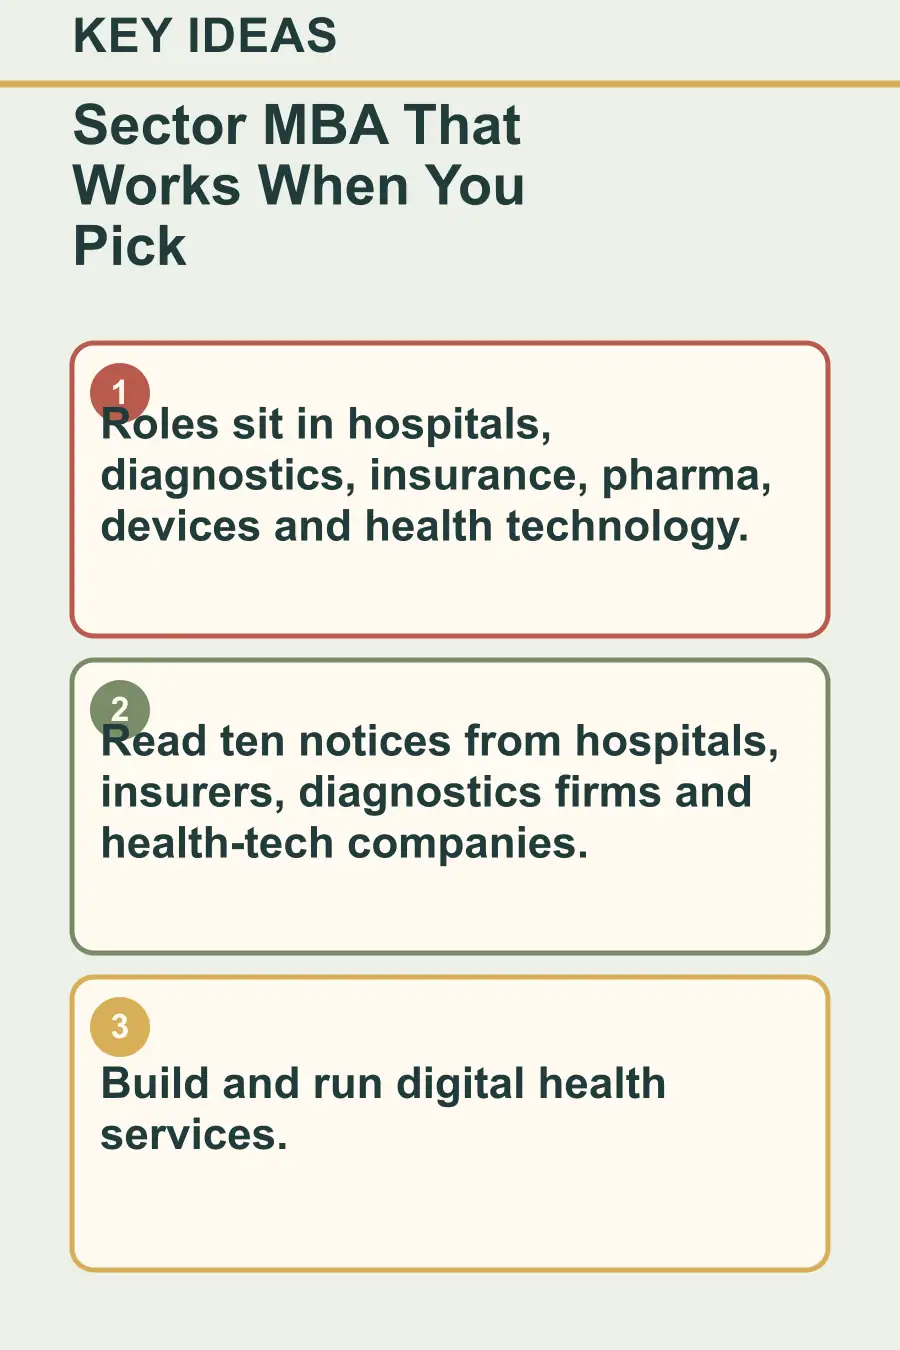 KEY IDEAS
Sector MBA That
Works When You
Pick
1
Roles sit in hospitals,
diagnostics, insurance, pharma,
devices and health technology.
2
Read ten notices from hospitals,
insurers, diagnostics firms and
health-tech companies.
3
Build and run digital health
services.